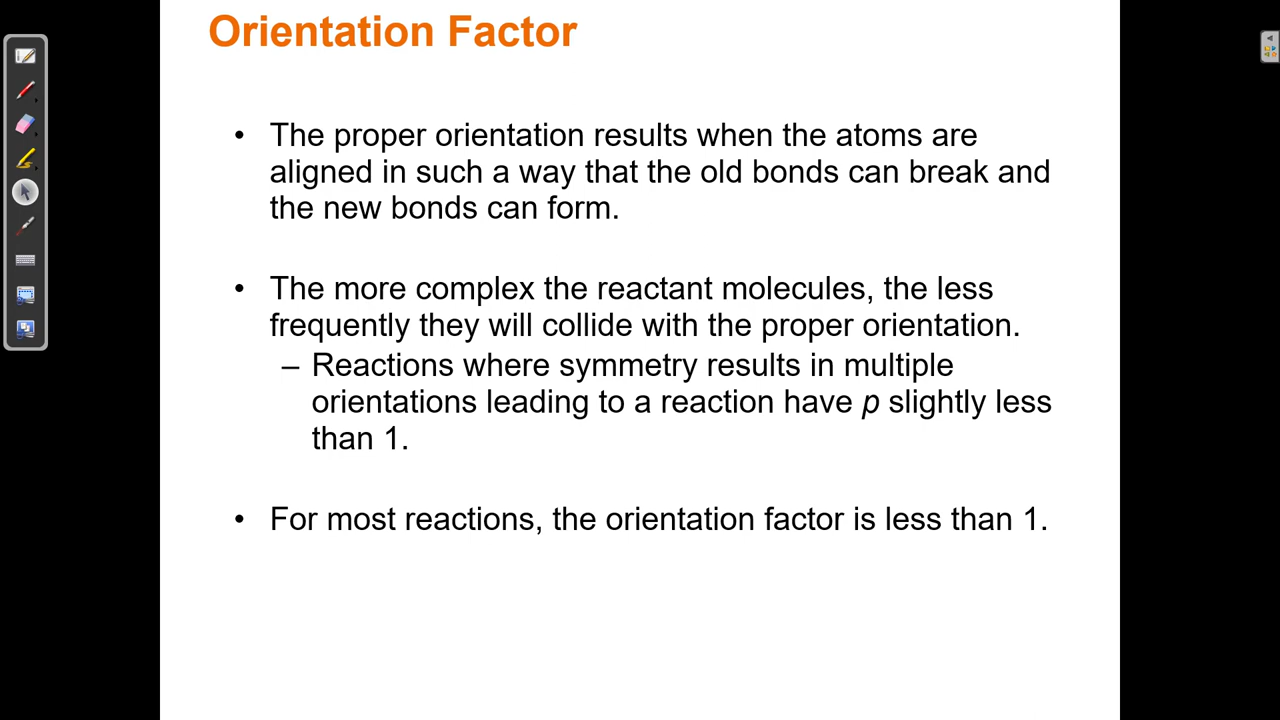 Orientation Factor
• The proper orientation results when the atoms are
aligned in such a way that the old bonds can break and
the new bonds can form.
• The more complex the reactant molecules, the less
frequently they will collide with the proper orientation.
– Reactions where symmetry results in multiple
orientations leading to a reaction have p slightly less
than 1.
• For most reactions, the orientation factor is less than 1.